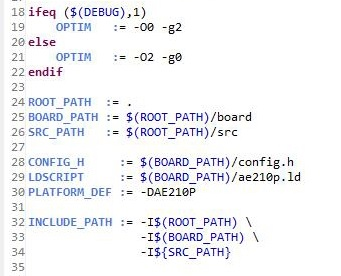 18 ifeq ($(DEBUG),1)
19     OPTIM   := -O0 -g2
20 else
21     OPTIM   := -O2 -g0
22 endif
23
24 ROOT_PATH  := .
25 BOARD_PATH := $(ROOT_PATH)/board
26 SRC_PATH   := $(ROOT_PATH)/src
27
28 CONFIG_H     := $(BOARD_PATH)/config.h
29 LDSCRIPT     := $(BOARD_PATH)/ae210p.ld
30 PLATFORM_DEF := -DAE210P
31
32 INCLUDE_PATH := -I$(ROOT_PATH) \
33                 -I$(BOARD_PATH) \
34                 -I${SRC_PATH}
35